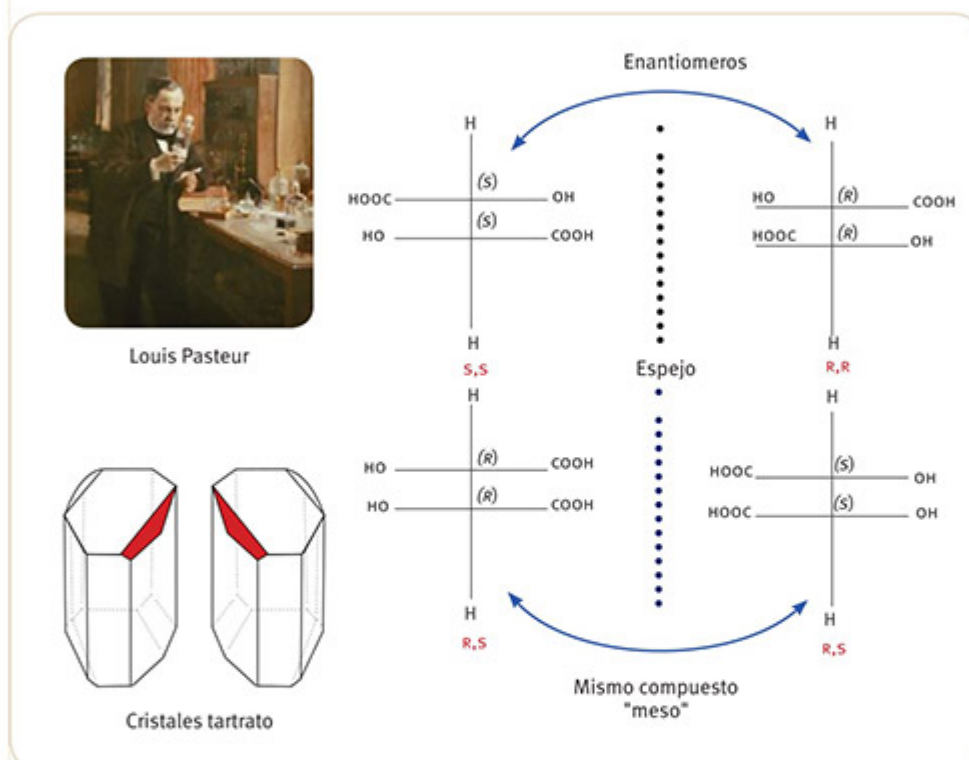 Enantiomeros
H
(S)
HOOC
OH
(S)
HO
COOH
H
S,S
H
HO
(R)
COOH
HOOC
(R)
OH
H
R,R
Louis Pasteur
Espejo
H
(R)
HO
COOH
(R)
HO
COOH
H
R,S
H
(S)
HOOC
OH
(S)
HOOC
OH
H
R,S
Mismo compuesto
"meso"
Cristales tartrato